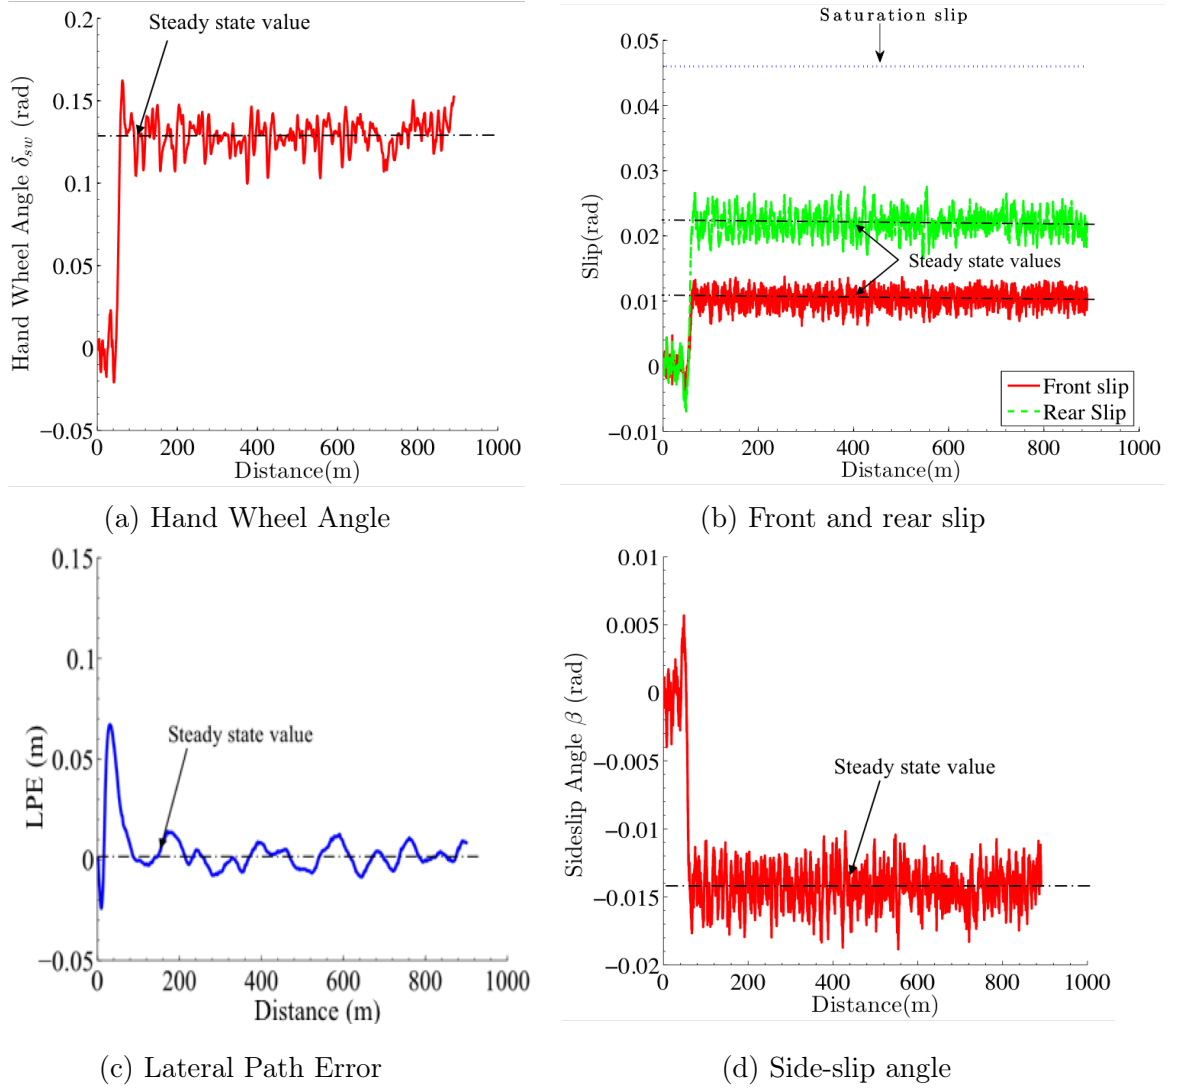 Steady state value
0.2
0.15
0.1
0.05
0
−0.05
Hand Wheel Angle δsw (rad)
0 200 400 600 800 1000
Distance(m)
(a) Hand Wheel Angle
Saturation slip
0.05
0.04
0.03
0.02
0.01
0
−0.01
Slip(rad)
Steady state values
Front slip
Rear Slip
0 200 400 600 800 1000
Distance(m)
(b) Front and rear slip
0.15
0.1
0.05
0
−0.05
LPE (m)
Steady state value
0 200 400 600 800 1000
Distance (m)
(c) Lateral Path Error
0.01
0.005
0
−0.005
−0.01
−0.015
−0.02
Sideslip Angle β (rad)
Steady state value
0 200 400 600 800 1000
Distance(m)
(d) Side-slip angle